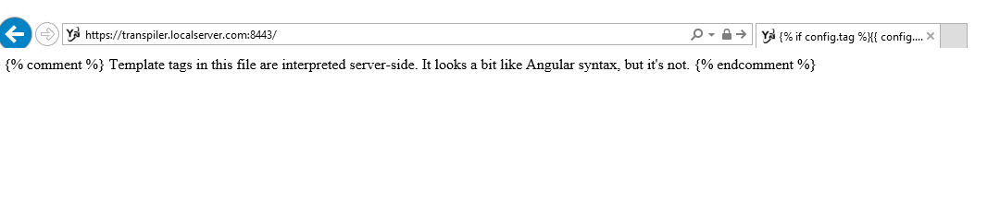 https://transpiler.localserver.com:8443/
{% if config.tag %}{{ config....
{% comment %} Template tags in this file are interpreted server-side. It looks a bit like Angular syntax, but it's not. {% endcomment %}